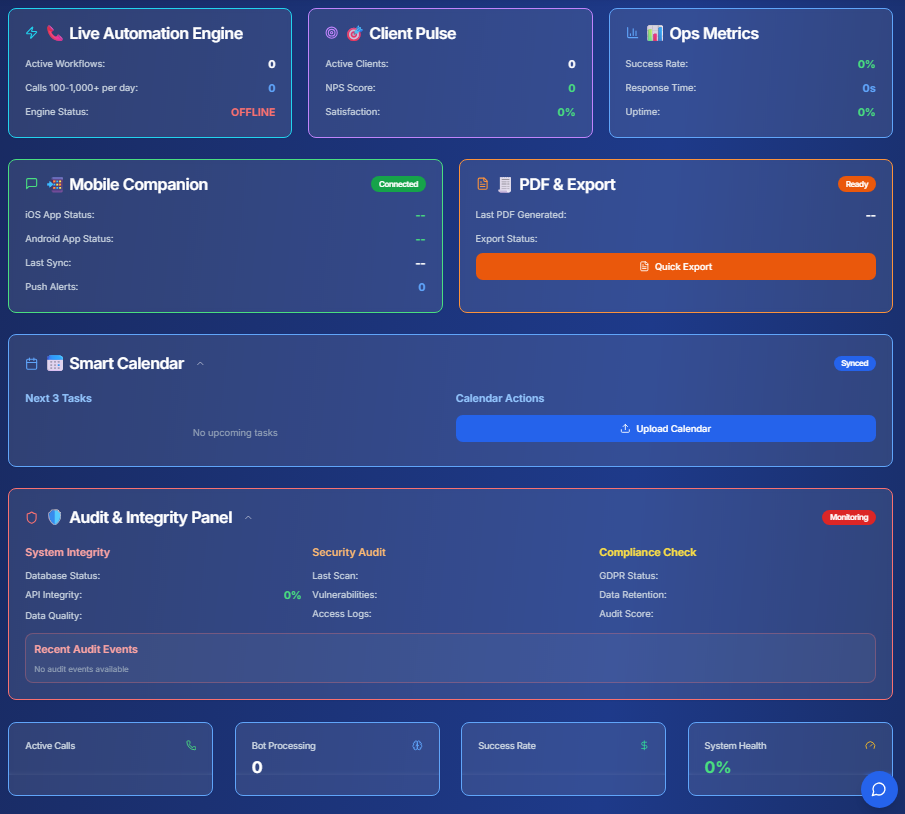 Live Automation Engine
Active Workflows: 0
Calls 100-1,000+ per day: 0
Engine Status: OFFLINE
Client Pulse
Active Clients: 0
NPS Score: 0
Satisfaction: 0%
Ops Metrics
Success Rate: 0%
Response Time: 0s
Uptime: 0%
Mobile Companion Connected
iOS App Status: --
Android App Status: --
Last Sync: --
Push Alerts: 0
PDF & Export Ready
Last PDF Generated: --
Export Status:
Quick Export
Smart Calendar Synced
Next 3 Tasks
No upcoming tasks
Calendar Actions
Upload Calendar
Audit & Integrity Panel Monitoring
System Integrity
Database Status:
API Integrity: 0%
Data Quality:
Security Audit
Last Scan:
Vulnerabilities:
Access Logs:
Compliance Check
GDPR Status:
Data Retention:
Audit Score:
Recent Audit Events
No audit events available
Active Calls
Bot Processing
0
Success Rate
$
System Health
0%